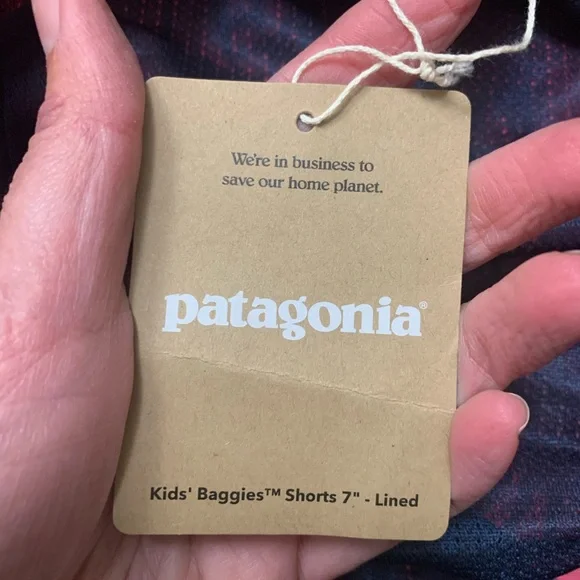 We're in business to
save our home planet.
patagonia®
Kids' Baggies™ Shorts 7" - Lined